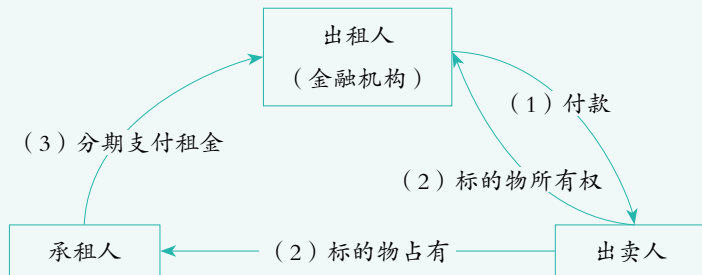 出租人
（金融机构）
（1）付款
（3）分期支付租金
（2）标的物所有权
承租人
（2）标的物占有
出卖人